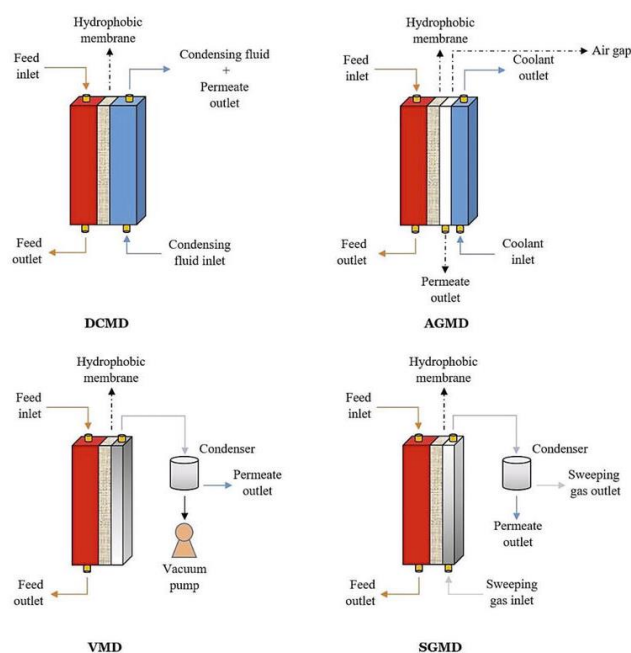 Hydrophobic
membrane
Feed
inlet
Condensing fluid
+
Permeate
outlet
Feed
outlet
Condensing
fluid inlet
DCMD
Hydrophobic
membrane
Air gap
Feed
inlet
Coolant
outlet
Feed
outlet
Coolant
inlet
Permeate
outlet
AGMD
Hydrophobic
membrane
Feed
inlet
Condenser
Permeate
outlet
Vacuum
pump
Feed
outlet
VMD
Hydrophobic
membrane
Feed
inlet
Condenser
Sweeping
gas outlet
Permeate
outlet
Feed
outlet
Sweeping
gas inlet
SGMD